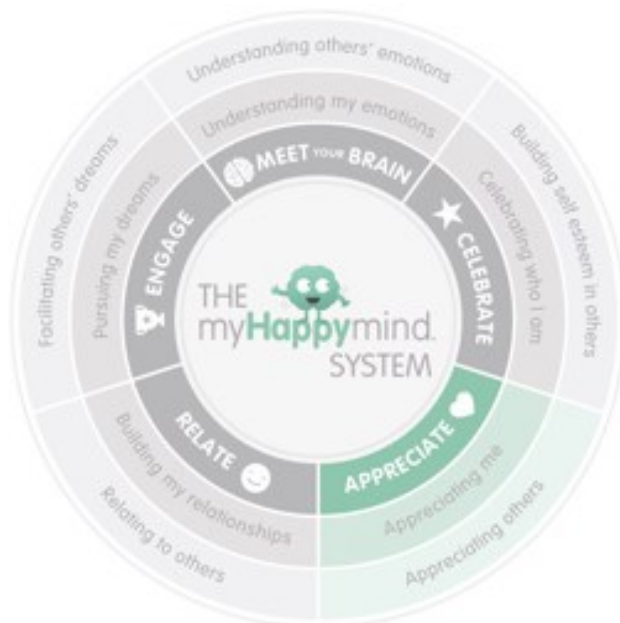 Understanding others' emotions
Understanding my emotions
MEET YOUR BRAIN
Building self esteem in others
Celebrating who I am
CELEBRATE
Appreciating others
Appreciating me
APPRECIATE
Relating to others
Building my relationships
RELATE
Facilitating others' dreams
Pursuing my dreams
ENGAGE
THE
myHappymind.
SYSTEM